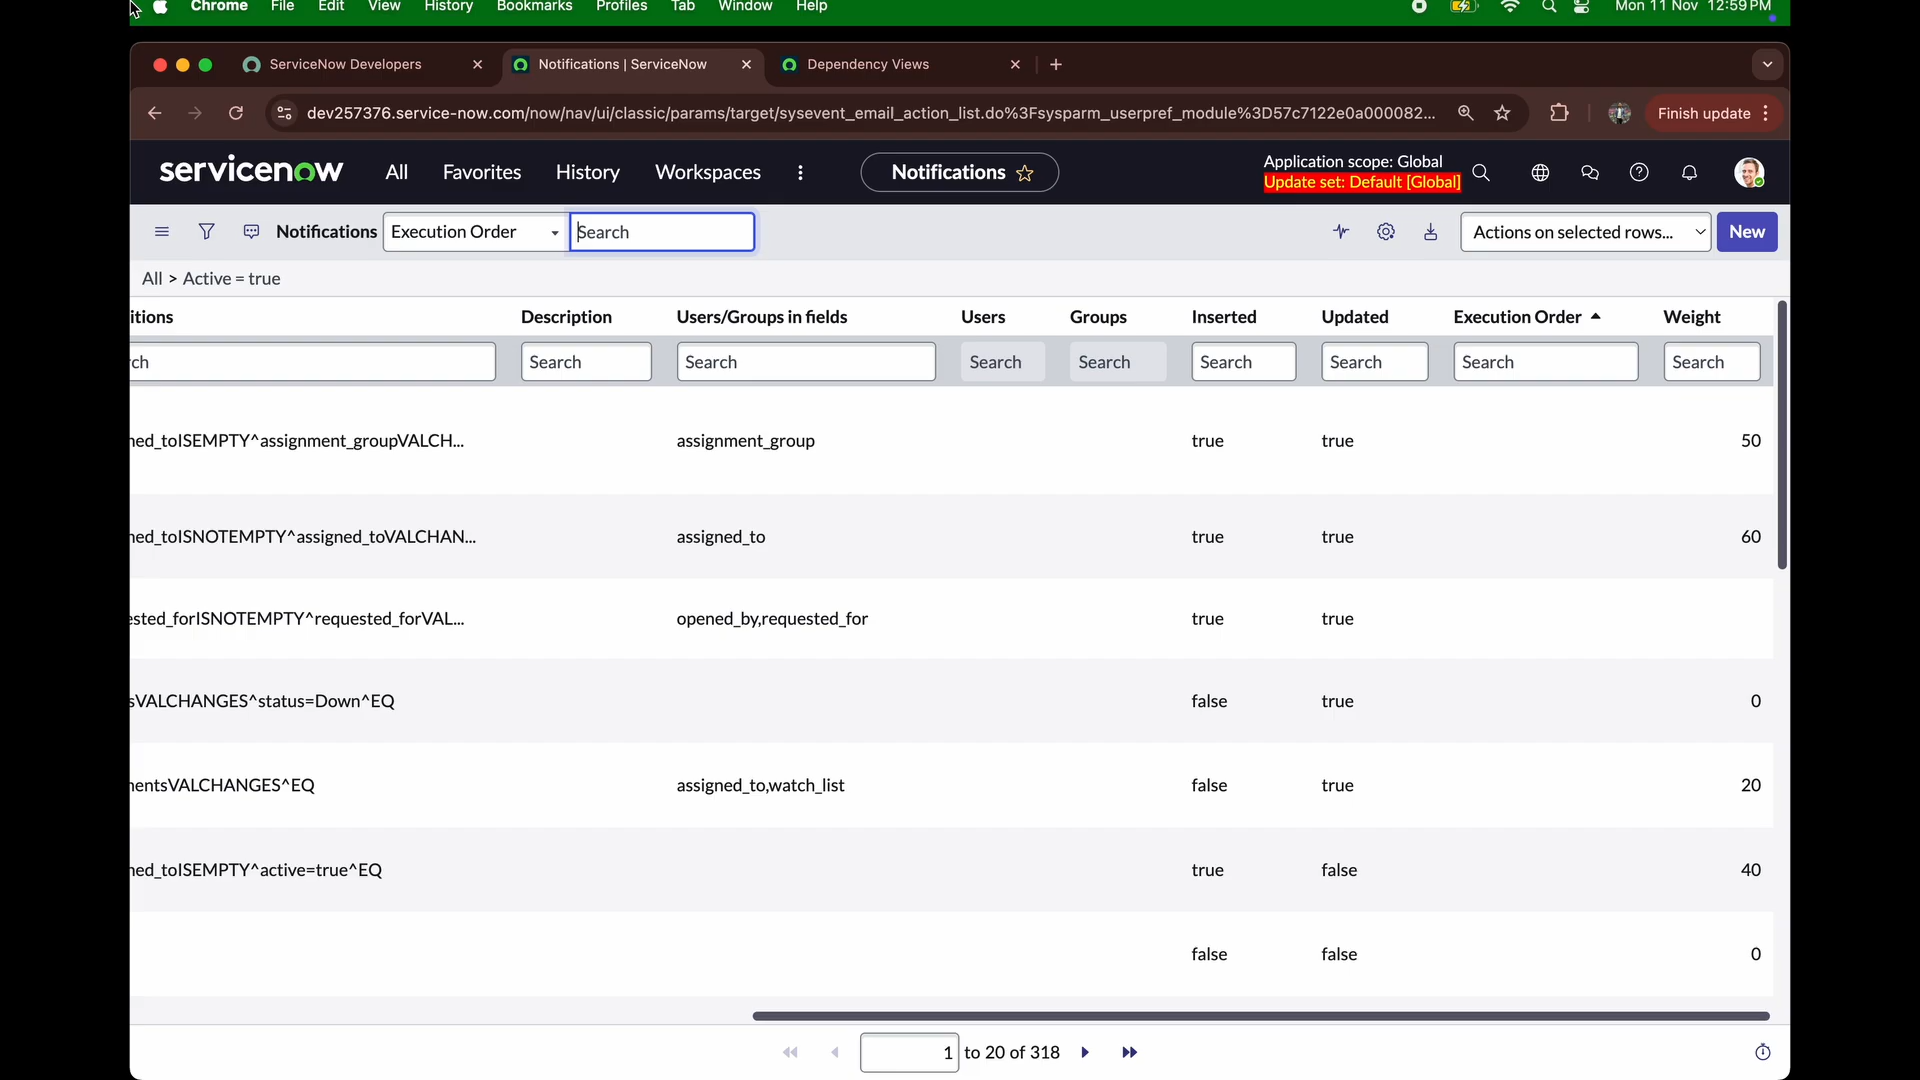 Chrome File Edit View History Bookmarks Profiles Tab Window Help Mon 11 Nov 12:59 PM
ServiceNow Developers Notifications | ServiceNow Dependency Views
dev257376.service-now.com/now/nav/ui/classic/params/target/sysevent_email_action_list.do%3Fsysparm_userpref_module%3D57c7122e0a000082... Finish update
servicenow All Favorites History Workspaces Notifications Application scope: Global
Update set: Default [Global]
Notifications Execution Order Search Actions on selected rows... New
All > Active = true
itions Description Users/Groups in fields Users Groups Inserted Updated Execution Order Weight
rch Search Search Search Search Search Search Search Search
ned_toISEMPTY^assignment_groupVALCH... assignment_group true true 50
ned_toISNOTEMPTY^assigned_toVALCHAN... assigned_to true true 60
ested_forISNOTEMPTY^requested_forVAL... opened_by,requested_for true true
sVALCHANGES^status=Down^EQ false true 0
nentsVALCHANGES^EQ assigned_to,watch_list false true 20
ned_toISEMPTY^active=true^EQ true false 40
false false 0
1 to 20 of 318